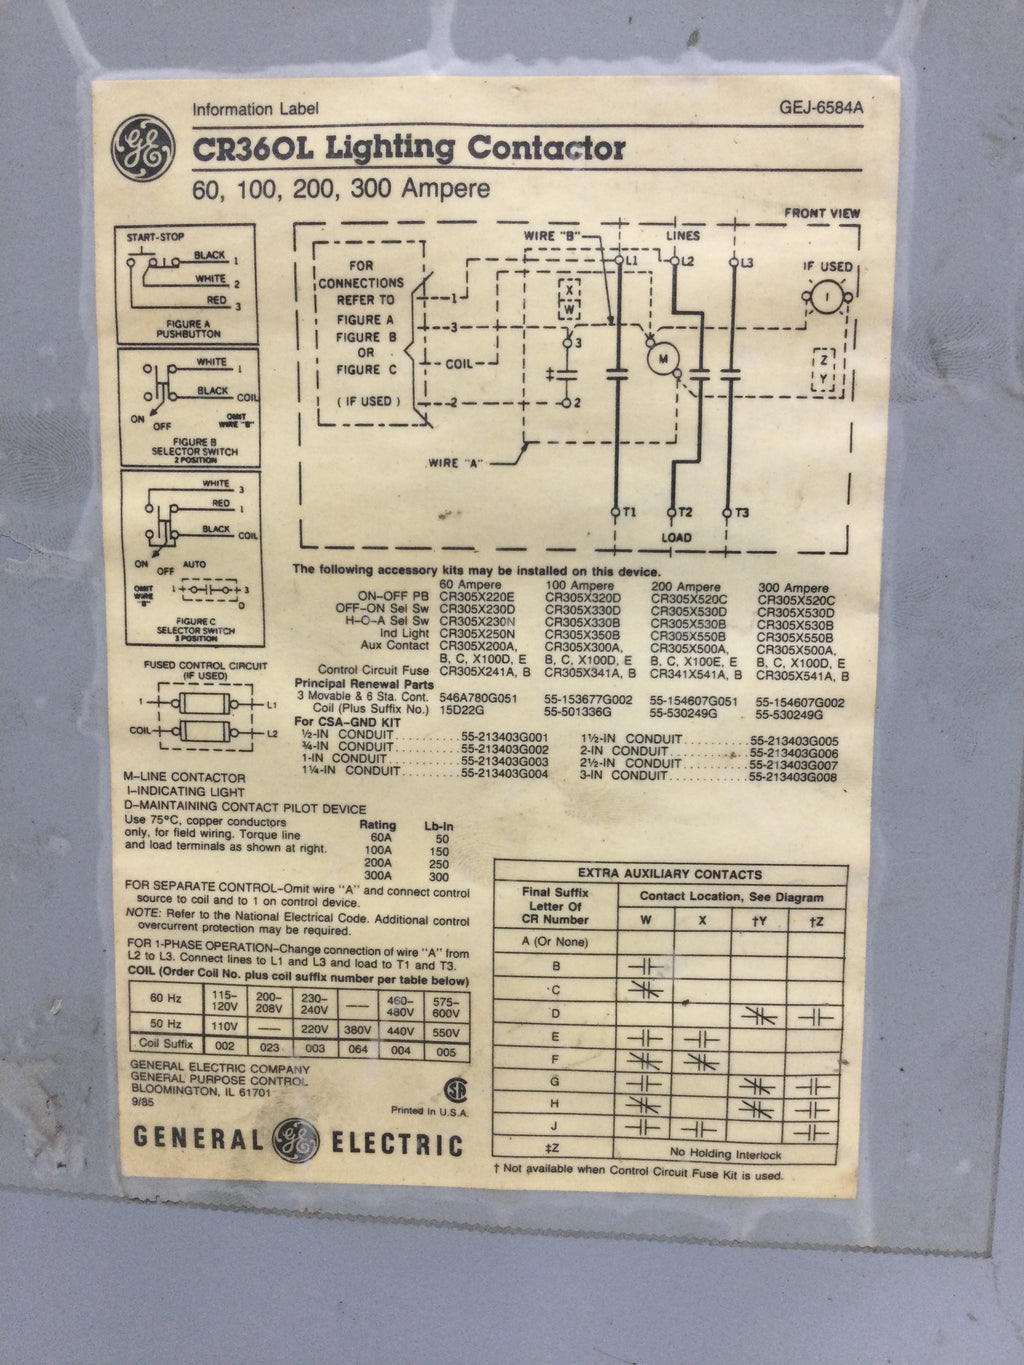 Information Label
GEJ-6584A
CR360L Lighting Contactor
60, 100, 200, 300 Ampere
FRONT VIEW
START-STOP
BLACK 1
WHITE 2
RED 3
FIGURE A
PUSHBUTTON
WHITE 1
BLACK COIL
ON
OFF
OMIT
WIRE "B"
FIGURE B
SELECTOR SWITCH
2 POSITION
WHITE 3
RED 1
BLACK COIL
ON
OFF
AUTO
OMIT
WIRE
"B"
1 3
D
FIGURE C
SELECTOR SWITCH
3 POSITION
FUSED CONTROL CIRCUIT
(IF USED)
1 L1
COIL L2
WIRE "B"
LINES
L1 L2 L3
IF USED
I
FOR
CONNECTIONS
REFER TO
FIGURE A
FIGURE B
OR
FIGURE C
(IF USED)
1
3
COIL
2
X
W
3
‡
2
M
Z
Y
WIRE "A"
T1 T2 T3
LOAD
The following accessory kits may be installed on this device.
60 Ampere 100 Ampere 200 Ampere 300 Ampere
ON-OFF PB CR305X220E CR305X320D CR305X520C CR305X520C
OFF-ON Sel Sw CR305X230D CR305X330D CR305X530D CR305X530D
H-O-A Sel Sw CR305X230N CR305X330B CR305X530B CR305X530B
Ind Light CR305X250N CR305X350B CR305X550B CR305X550B
Aux Contact CR305X200A, CR305X300A, CR305X500A, CR305X500A,
B, C, X100D, E B, C, X100D, E B, C, X100E, E B, C, X100D, E
Control Circuit Fuse CR305X241A, B CR305X341A, B CR341X541A, B CR305X541A, B
Principal Renewal Parts
3 Movable & 6 Sta. Cont. 546A780G051 55-153677G002 55-154607G051 55-154607G002
Coil (Plus Suffix No.) 15D22G 55-501336G 55-530249G 55-530249G
For CSA-GND KIT
½-IN CONDUIT 55-213403G001 1½-IN CONDUIT 55-213403G005
¾-IN CONDUIT 55-213403G002 2-IN CONDUIT 55-213403G006
1-IN CONDUIT 55-213403G003 2½-IN CONDUIT 55-213403G007
1¼-IN CONDUIT 55-213403G004 3-IN CONDUIT 55-213403G008
M-LINE CONTACTOR
I-INDICATING LIGHT
D-MAINTAINING CONTACT PILOT DEVICE
Use 75°C, copper conductors
only, for field wiring. Torque line
and load terminals as shown at right.
Rating Lb-In
60A 50
100A 150
200A 250
300A 300
FOR SEPARATE CONTROL-Omit wire "A" and connect control
source to coil and to 1 on control device.
NOTE: Refer to the National Electrical Code. Additional control
overcurrent protection may be required.
FOR 1-PHASE OPERATION-Change connection of wire "A" from
L2 to L3. Connect lines to L1 and L3 and load to T1 and T3.
COIL (Order Coil No. plus coil suffix number per table below)
60 Hz 115-120V 200-208V 230-240V —— 460-480V 575-600V
50 Hz 110V —— 220V 380V 440V 550V
Coil Suffix 002 023 003 064 004 005
GENERAL ELECTRIC COMPANY
GENERAL PURPOSE CONTROL
BLOOMINGTON, IL 61701
9/85
SA
Printed in U.S.A.
GENERAL GE ELECTRIC
EXTRA AUXILIARY CONTACTS
Final Suffix
Letter Of
CR Number
Contact Location, See Diagram
W X †Y †Z
A (Or None)
B
C
D
E
F
G
H
J
‡Z No Holding Interlock
† Not available when Control Circuit Fuse Kit is used.